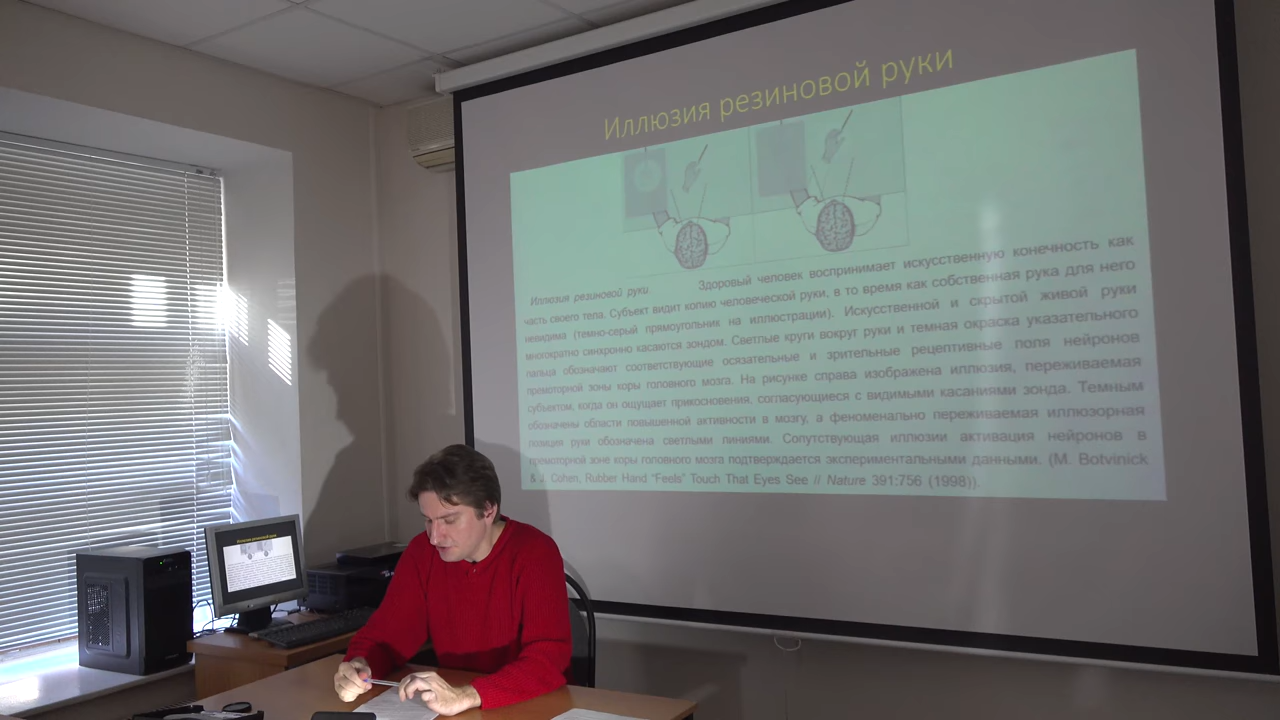 Иллюзия резиновой руки
Иллюзия резиновой руки Здоровый человек воспринимает искусственную конечность как
часть своего тела. Субъект видит копию человеческой руки, в то время как собственная рука для него
невидима (темно-серый прямоугольник на иллюстрации). Искусственной и скрытой живой руки
многократно синхронно касаются зондом. Светлые круги вокруг руки и темная окраска указательного
пальца обозначают соответствующие осязательные и зрительные рецептивные поля нейронов
премоторной зоны коры головного мозга. На рисунке справа изображена иллюзия, переживаемая
субъектом, когда он ощущает прикосновения, согласующиеся с видимыми касаниями зонда. Темным
обозначены области повышенной активности в мозгу, а феноменально переживаемая иллюзорная
позиция руки обозначена светлыми линиями. Сопутствующая иллюзии активация нейронов в
премоторной зоне коры головного мозга подтверждается экспериментальными данными. (M. Botvinick
& J. Cohen, Rubber Hand “Feels” Touch That Eyes See // Nature 391:756 (1998)).
Иллюзия резиновой руки